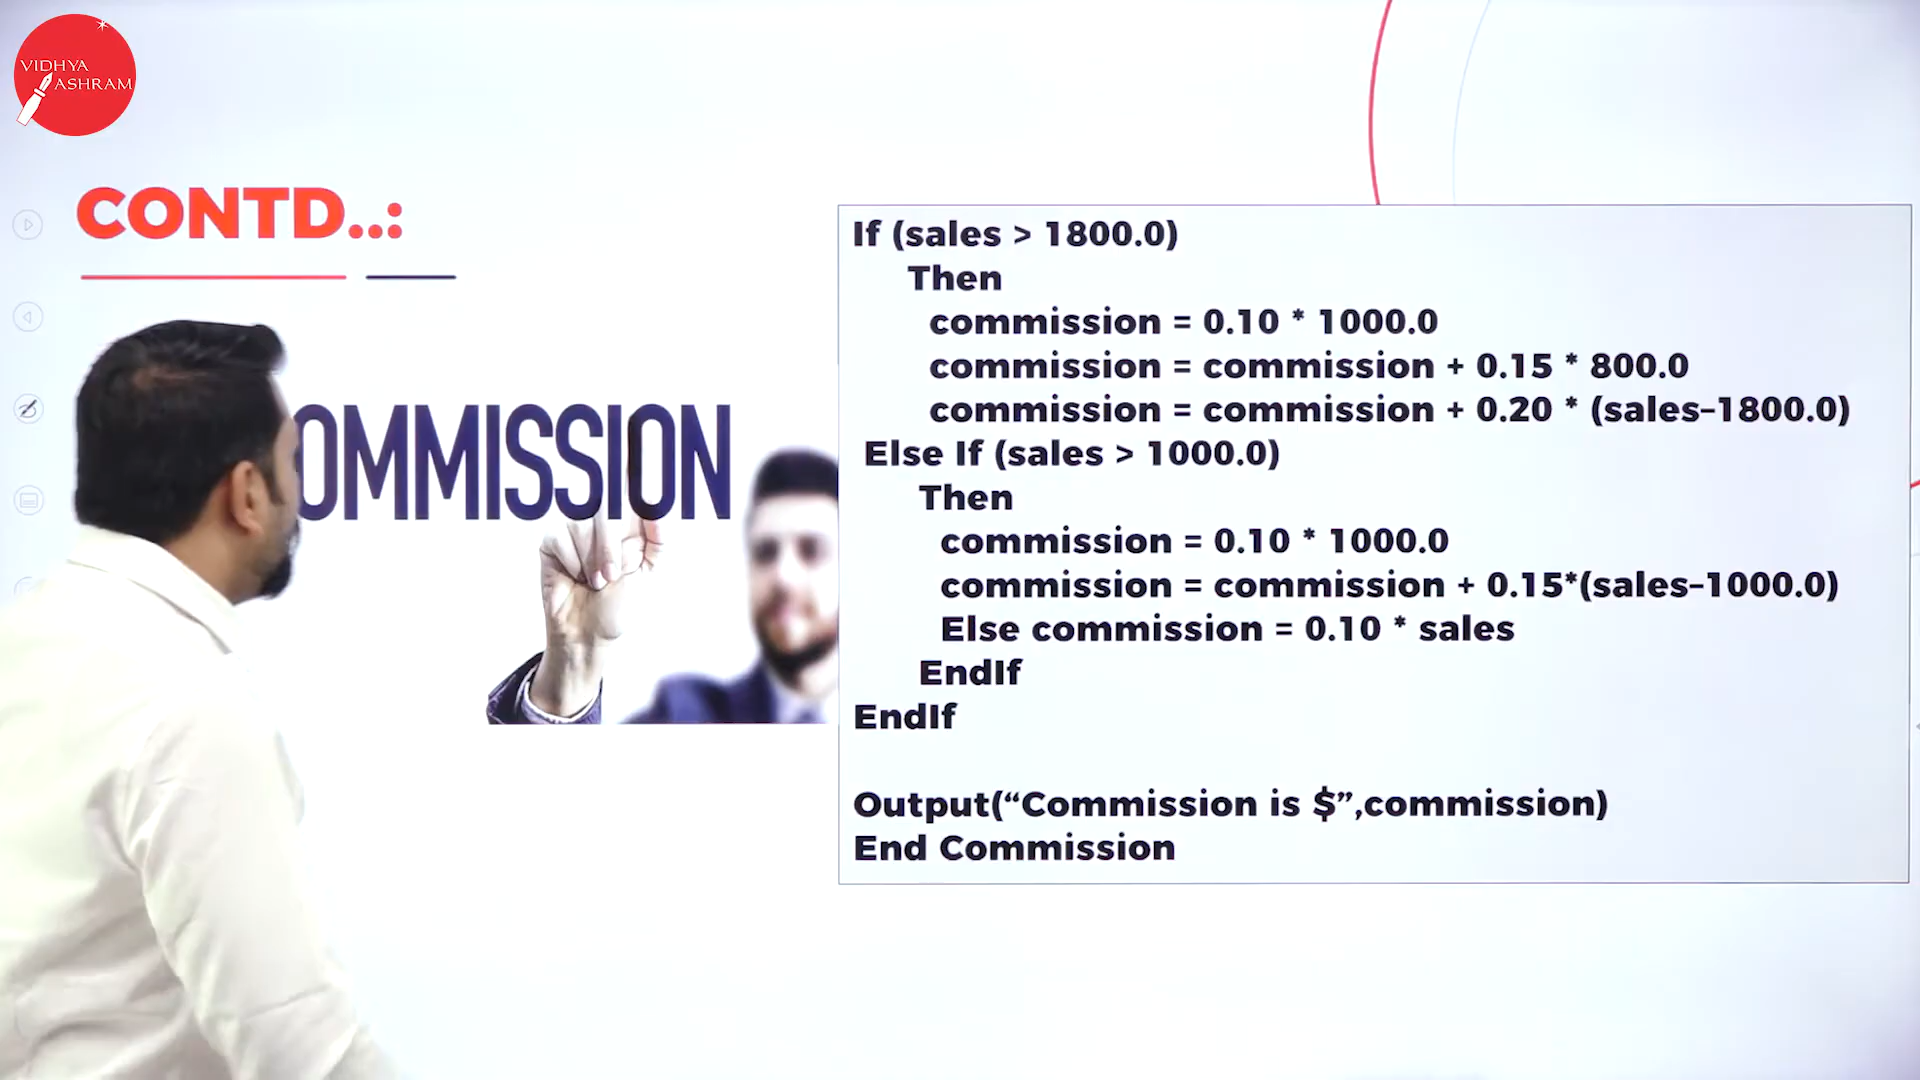 VIDHYA
ASHRAM
CONTD..:
OMMISSION
If (sales > 1800.0)
Then
commission = 0.10 * 1000.0
commission = commission + 0.15 * 800.0
commission = commission + 0.20 * (sales–1800.0)
Else If (sales > 1000.0)
Then
commission = 0.10 * 1000.0
commission = commission + 0.15*(sales–1000.0)
Else commission = 0.10 * sales
EndIf
EndIf
Output(“Commission is $”,commission)
End Commission